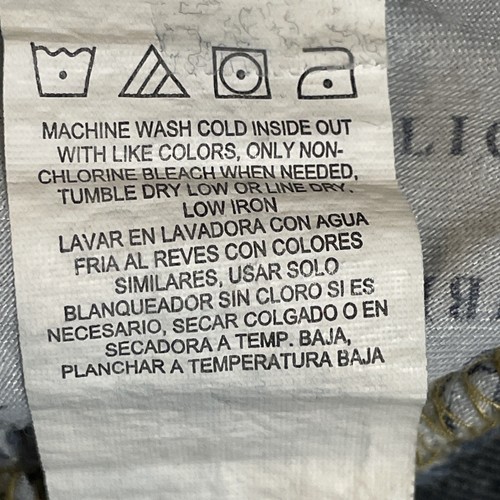 MACHINE WASH COLD INSIDE OUT
WITH LIKE COLORS, ONLY NON-
CHLORINE BLEACH WHEN NEEDED,
TUMBLE DRY LOW OR LINE DRY.
LOW IRON
LAVAR EN LAVADORA CON AGUA
FRIA AL REVES CON COLORES
SIMILARES, USAR SOLO
BLANQUEADOR SIN CLORO SI ES
NECESARIO, SECAR COLGADO O EN
SECADORA A TEMP. BAJA,
PLANCHAR A TEMPERATURA BAJA